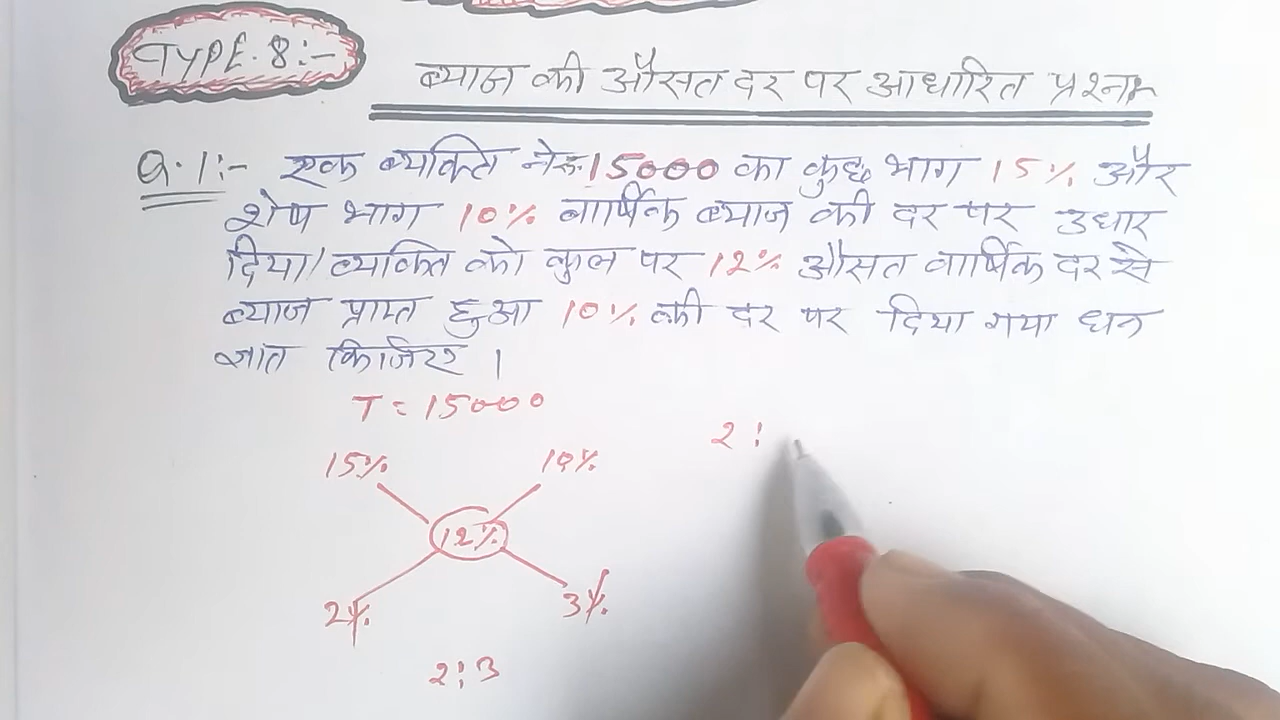 TYPE.8:-
ब्याज की औसत दर पर आधारित प्रश्न
Q.1:- एक व्यक्ति ने रु.15000 का कुछ भाग 15% और
शेष भाग 10% वार्षिक ब्याज की दर पर उधार
दिया। व्यक्ति को कुल पर 12% औसत वार्षिक दर से
ब्याज प्राप्त हुआ 10% की दर पर दिया गया धन
ज्ञात किजिए।
T = 15000
15% 10%
12%
2% 3%
2:3
2: